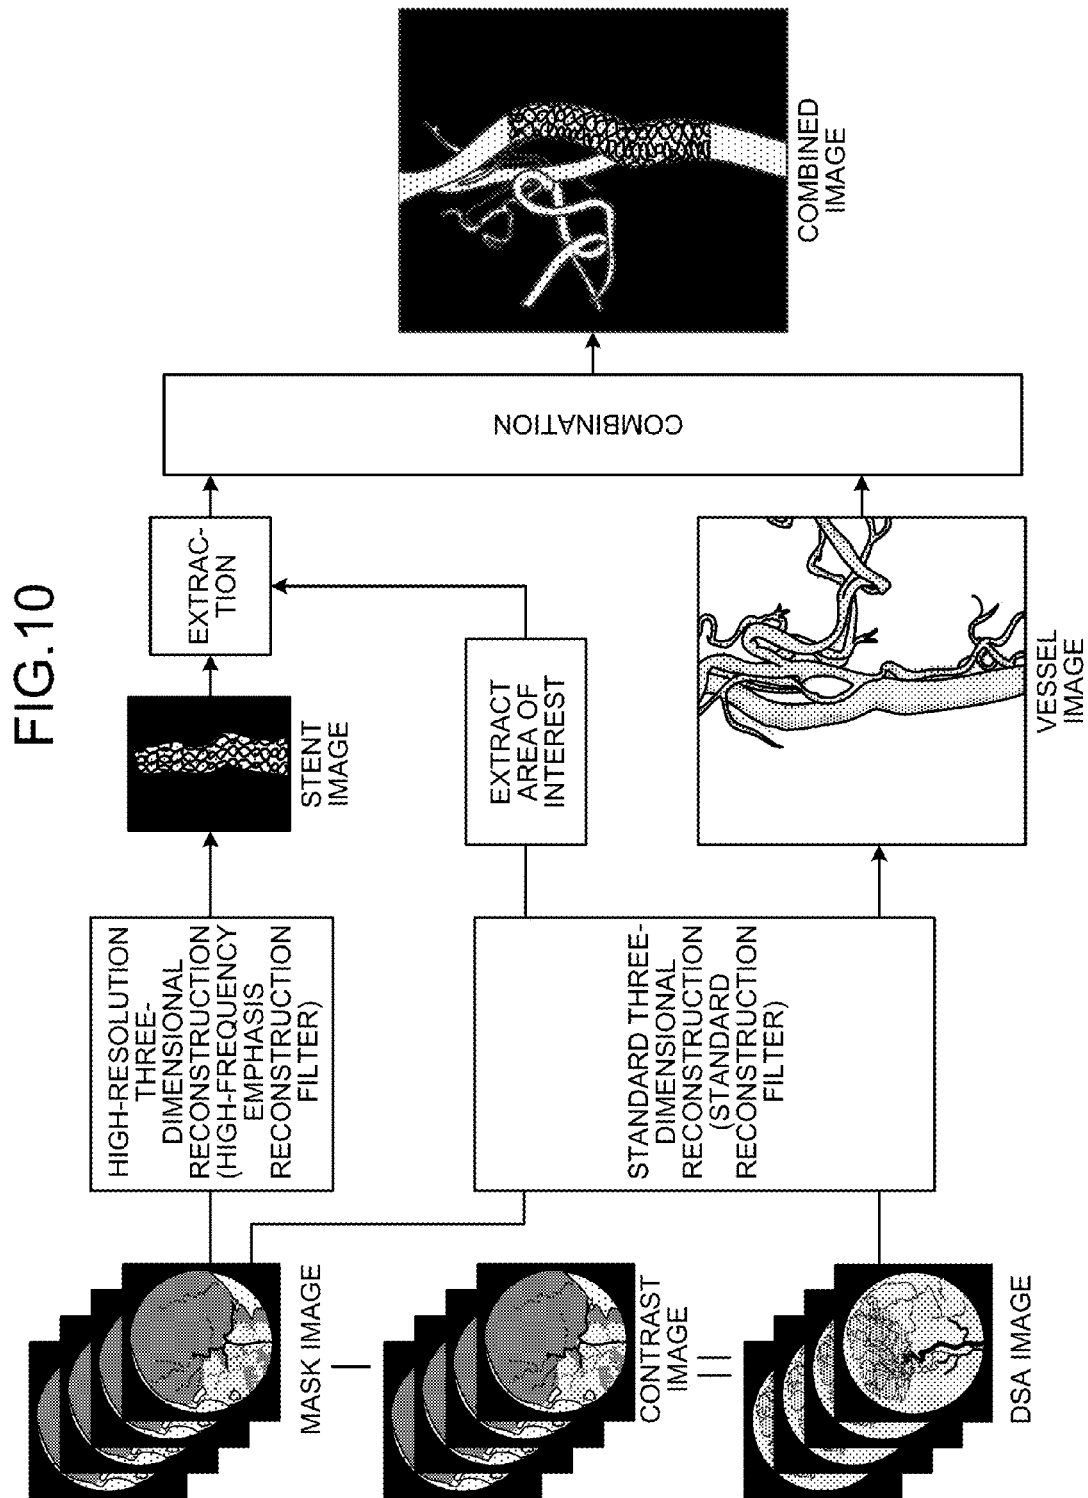 FIG.10
MASK IMAGE
CONTRAST
IMAGE
DSA IMAGE
HIGH-RESOLUTION
THREE-
DIMENSIONAL
RECONSTRUCTION
(HIGH-FREQUENCY
EMPHASIS
RECONSTRUCTION
FILTER)
STANDARD THREE-
DIMENSIONAL
RECONSTRUCTION
(STANDARD
RECONSTRUCTION
FILTER)
STENT
IMAGE
EXTRACT
AREA OF
INTEREST
VESSEL
IMAGE
EXTRAC-
TION
COMBINATION
COMBINED
IMAGE